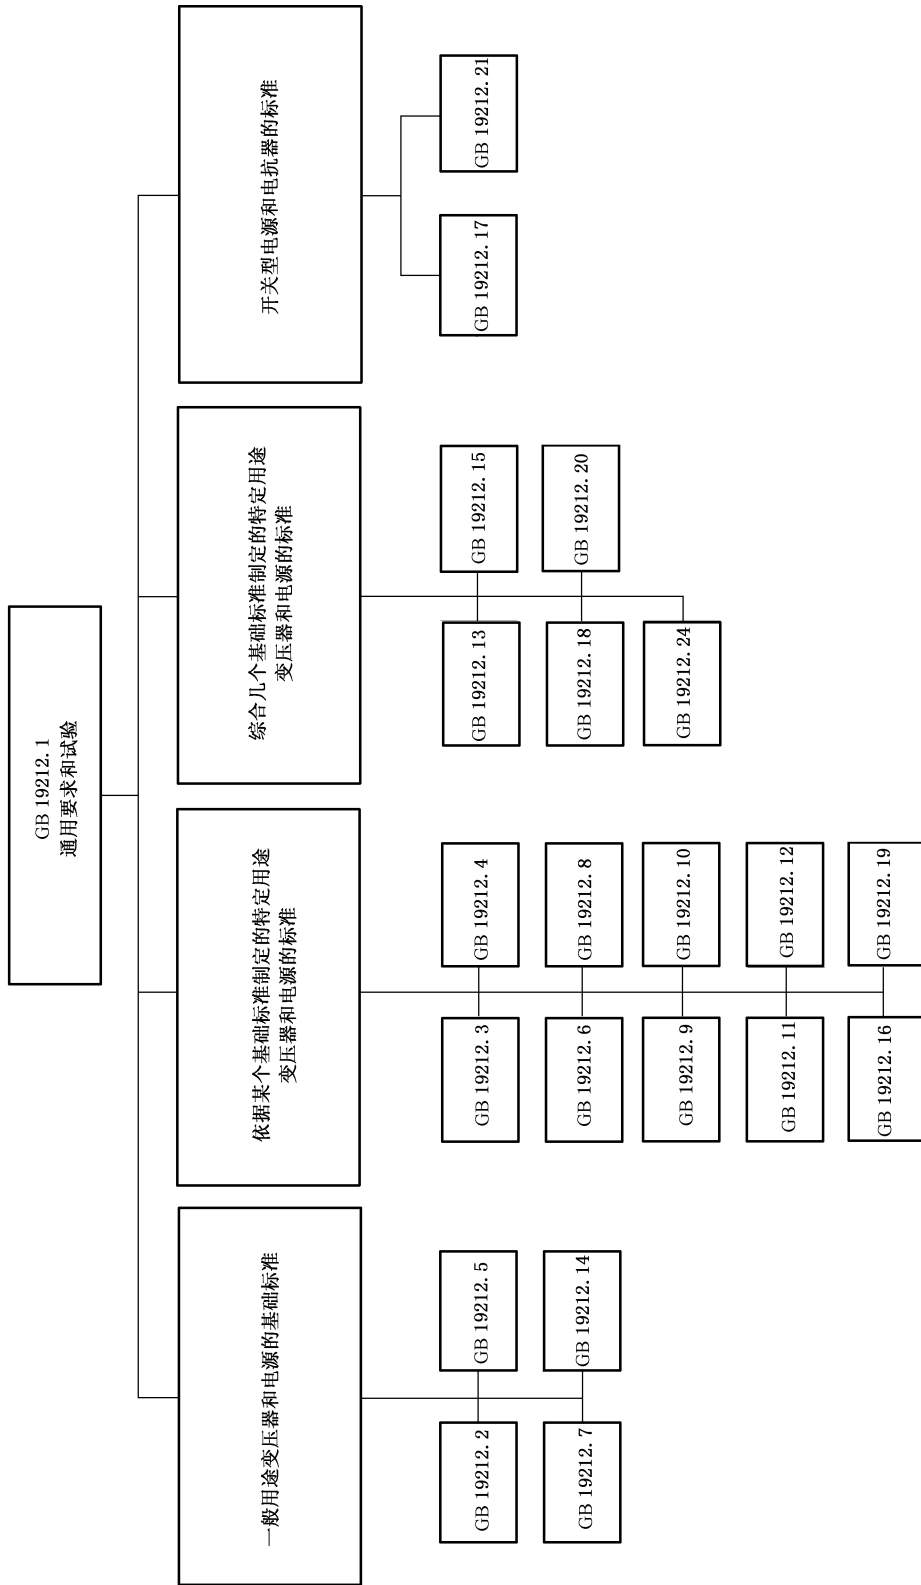 GB 19212. 1
通用要求和试验
一般用途变压器和电源的基础标准
依据某个基础标准制定的特定用途
变压器和电源的标准
综合几个基础标准制定的特定用途
变压器和电源的标准
开关型电源和电抗器的标准
GB 19212. 2
GB 19212. 5
GB 19212. 7
GB 19212. 14
GB 19212. 3
GB 19212. 4
GB 19212. 6
GB 19212. 8
GB 19212. 9
GB 19212. 10
GB 19212. 11
GB 19212. 12
GB 19212. 16
GB 19212. 19
GB 19212. 13
GB 19212. 15
GB 19212. 18
GB 19212. 20
GB 19212. 24
GB 19212. 17
GB 19212. 21